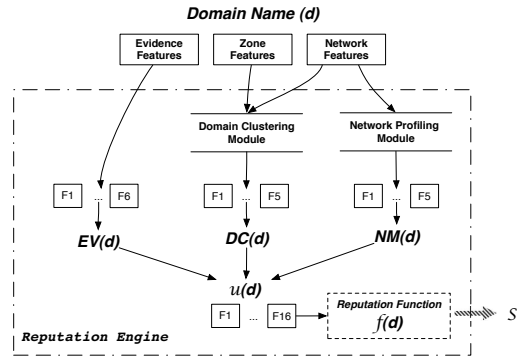 Domain Name (d)
Evidence Features
Zone Features
Network Features
Domain Clustering Module
Network Profiling Module
F1 ... F6
F1 ... F5
F1 ... F5
EV(d)
DC(d)
NM(d)
u(d)
F1 ... F16
Reputation Function
f(d)
S
Reputation Engine